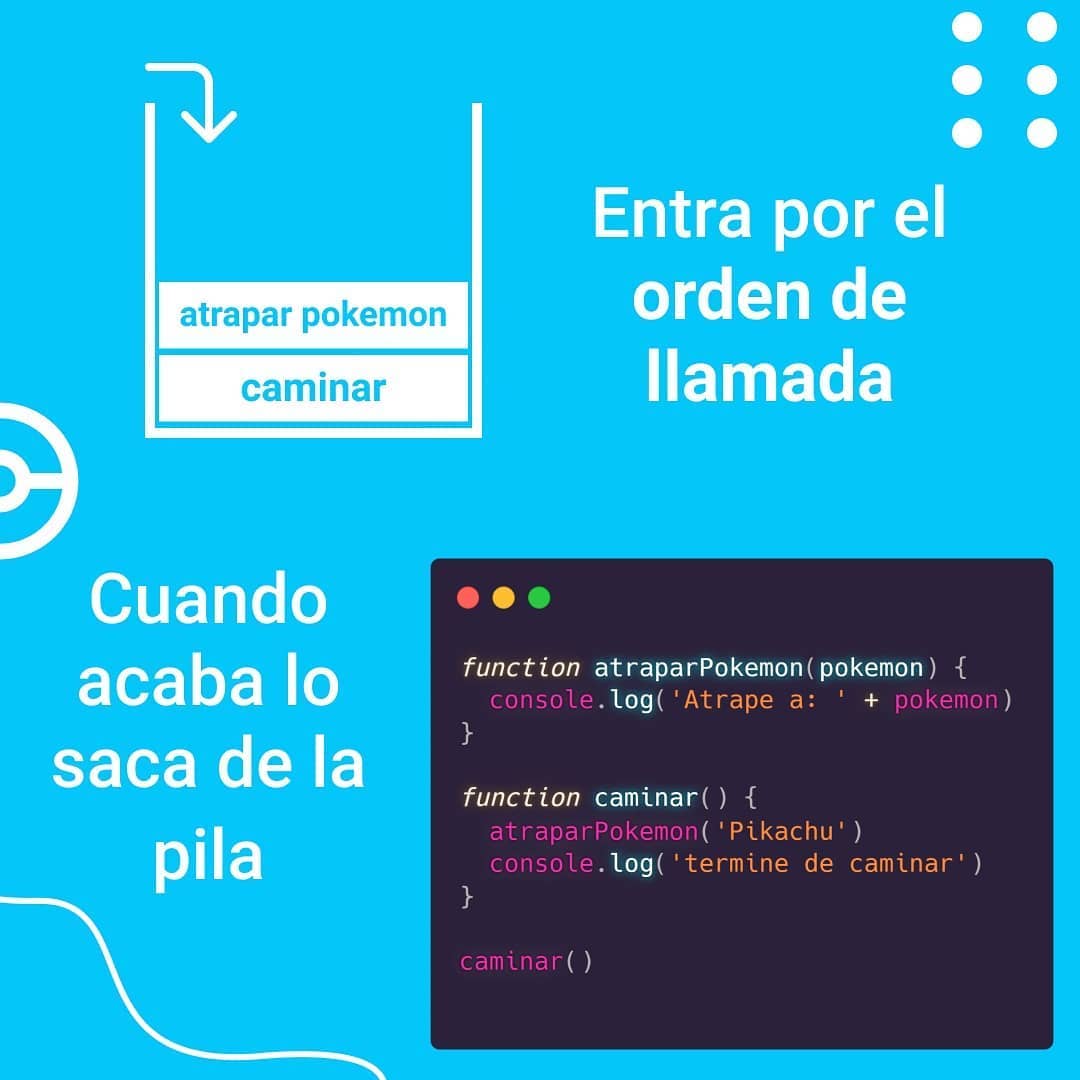 Entra por el
orden de
llamada
atrapar pokemon
caminar
Cuando
acaba lo
saca de la
pila
function atraparPokemon(pokemon) {
  console.log('Atrape a: ' + pokemon)
}
function caminar() {
  atraparPokemon('Pikachu')
  console.log('termine de caminar')
}
caminar()